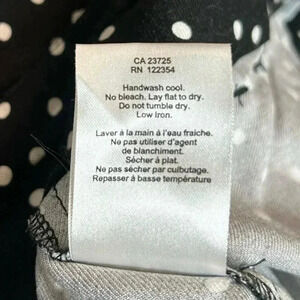 CA 23725
RN 122354
Handwash cool.
No bleach. Lay flat to dry.
Do not tumble dry.
Low Iron.
Laver à la main à l'eau fraiche.
Ne pas utiliser d'agent
de blanchiment.
Sécher à plat.
Ne pas sécher par culbutage.
Repasser à basse température